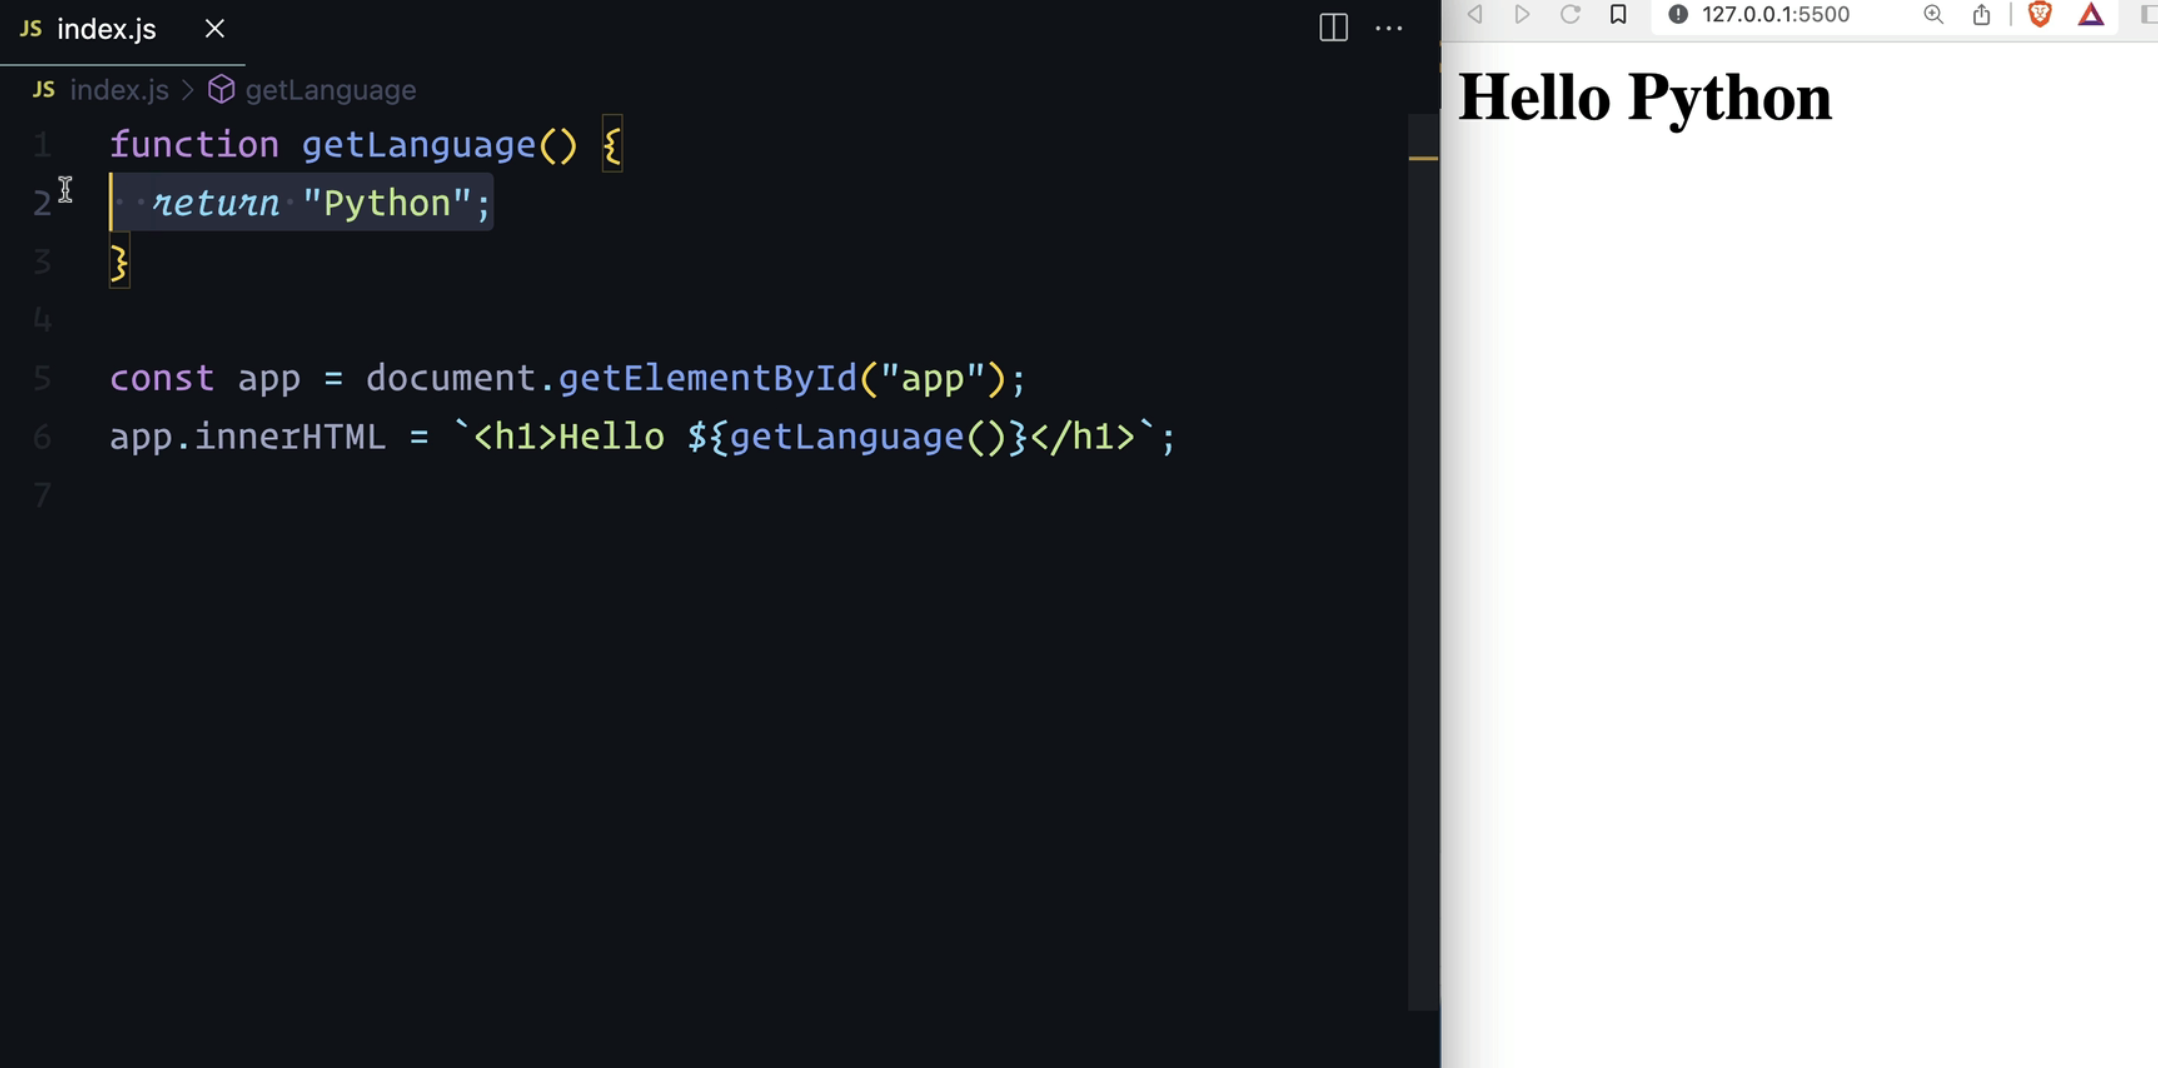 JS index.js
JS index.js > getLanguage
1 function getLanguage() {
2 return "Python";
3 }
4
5 const app = document.getElementById("app");
6 app.innerHTML = `<h1>Hello ${getLanguage()}</h1>`;
7
127.0.0.1:5500
Hello Python